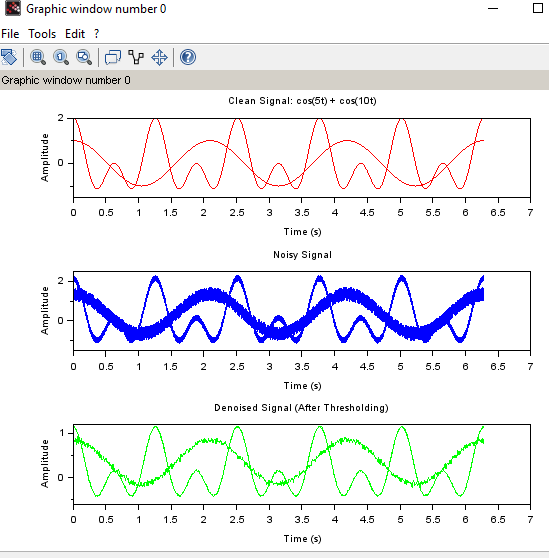 Graphic window number 0
File Tools Edit ?
Graphic window number 0
Clean Signal: cos(5t) + cos(10t)
2
0
Amplitude
0 0.5 1 1.5 2 2.5 3 3.5 4 4.5 5 5.5 6 6.5 7
Time (s)
Noisy Signal
2
0
Amplitude
0 0.5 1 1.5 2 2.5 3 3.5 4 4.5 5 5.5 6 6.5 7
Time (s)
Denoised Signal (After Thresholding)
1
0
Amplitude
0 0.5 1 1.5 2 2.5 3 3.5 4 4.5 5 5.5 6 6.5 7
Time (s)